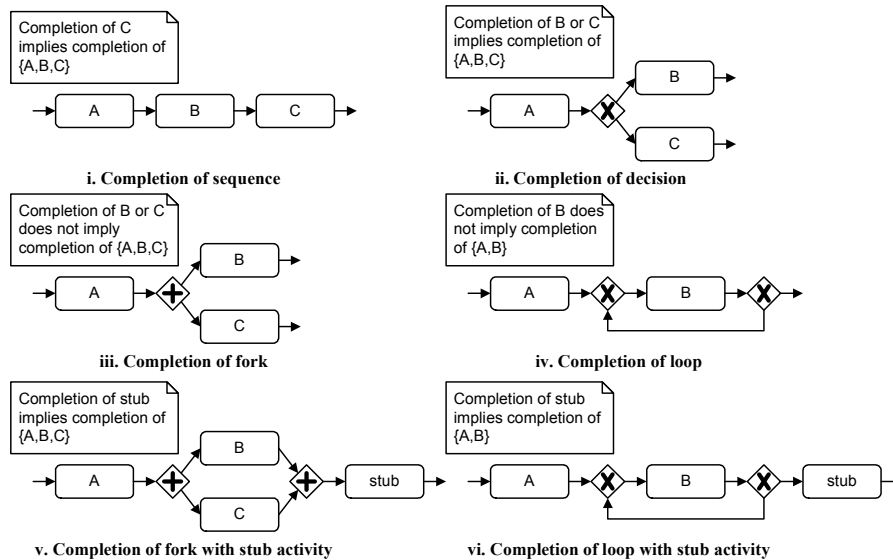 Completion of C
implies completion of
{A,B,C}
A
B
C
i. Completion of sequence
Completion of B or C
implies completion of
{A,B,C}
A
B
C
ii. Completion of decision
Completion of B or C
does not imply
completion of {A,B,C}
A
B
C
iii. Completion of fork
Completion of B does
not imply completion
of {A,B}
A
B
iv. Completion of loop
Completion of stub
implies completion of
{A,B,C}
A
B
C
stub
v. Completion of fork with stub activity
Completion of stub
implies completion of
{A,B}
A
B
stub
vi. Completion of loop with stub activity